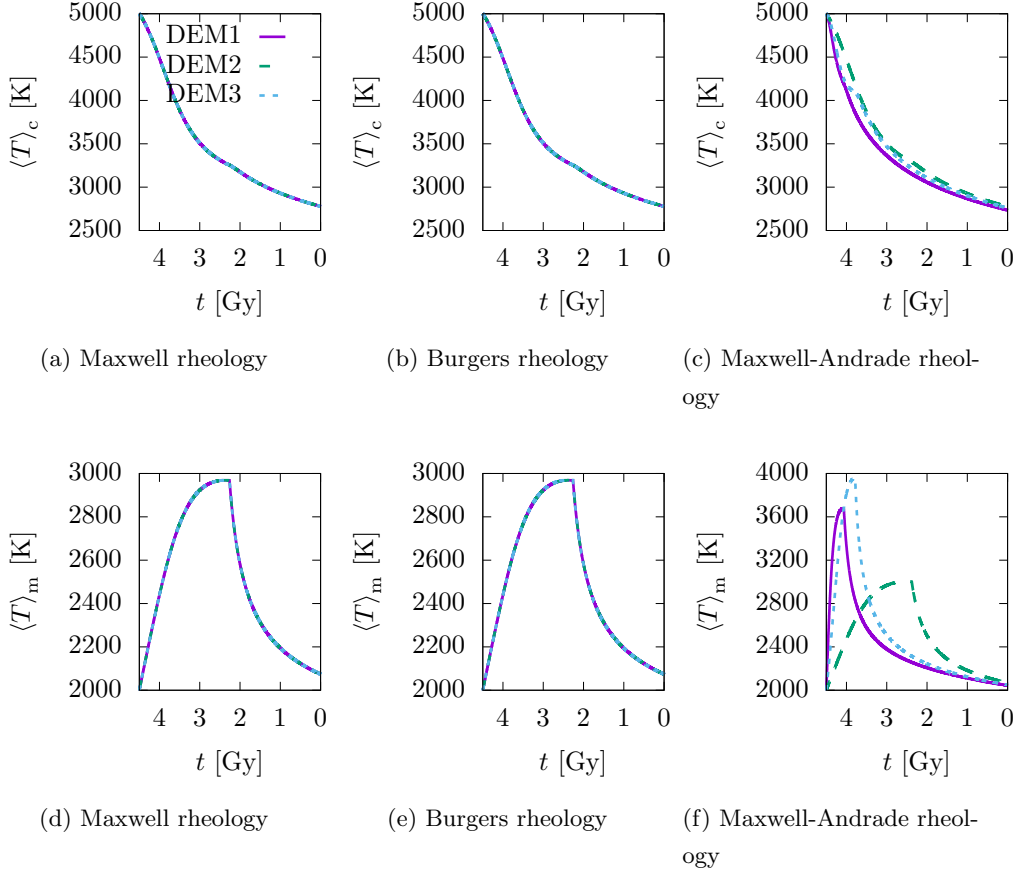 5000
4500
4000
3500
3000
2500
⟨T⟩c [K]
DEM1
DEM2
DEM3
4 3 2 1 0
t [Gy]
(a) Maxwell rheology
5000
4500
4000
3500
3000
2500
⟨T⟩c [K]
4 3 2 1 0
t [Gy]
(b) Burgers rheology
5000
4500
4000
3500
3000
2500
⟨T⟩c [K]
4 3 2 1 0
t [Gy]
(c) Maxwell-Andrade rheol-
ogy
3000
2800
2600
2400
2200
2000
⟨T⟩m [K]
4 3 2 1 0
t [Gy]
(d) Maxwell rheology
3000
2800
2600
2400
2200
2000
⟨T⟩m [K]
4 3 2 1 0
t [Gy]
(e) Burgers rheology
4000
3600
3200
2800
2400
2000
⟨T⟩m [K]
4 3 2 1 0
t [Gy]
(f) Maxwell-Andrade rheol-
ogy